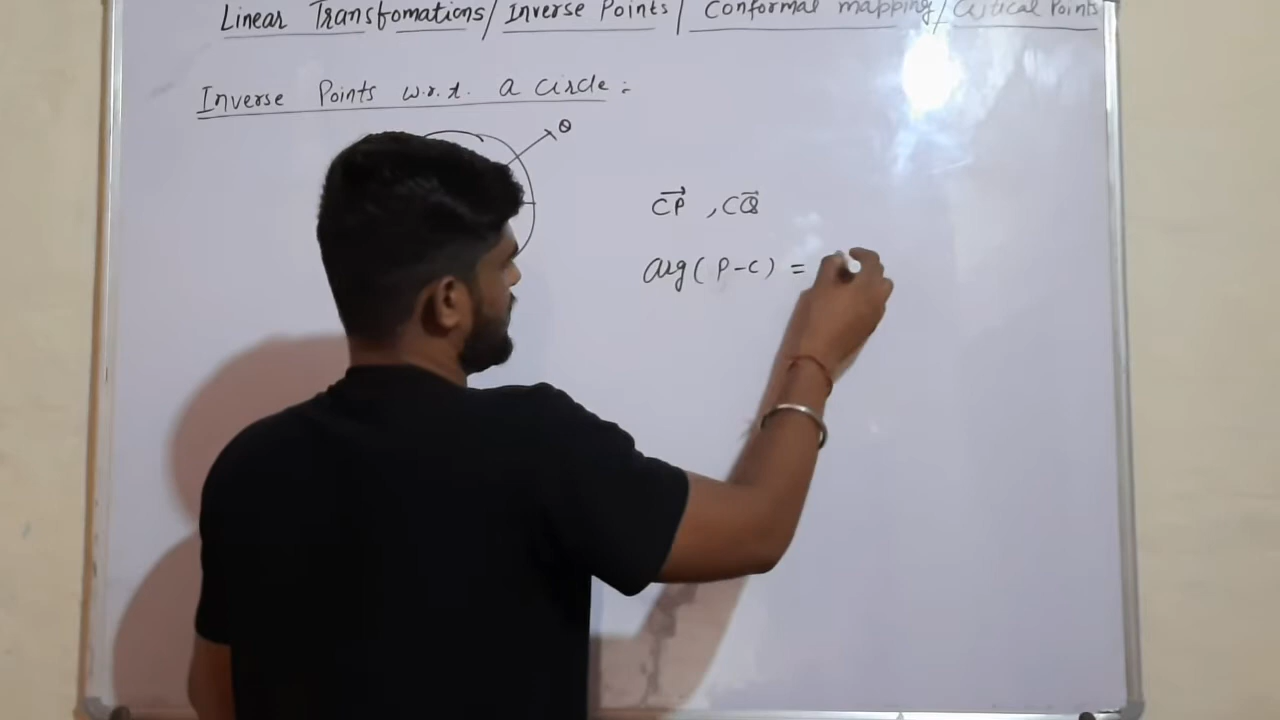 Linear Transfomations / Inverse Points / Conformal mapping / Critical Points
Inverse Points w.r.t. a circle :
Q
CP⃗ , CQ⃗
arg( P-C) =